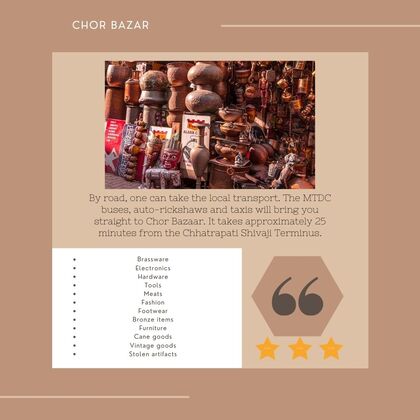 CHOR BAZAR
By road, one can take the local transport. The MTDC
buses, auto-rickshaws and taxis will bring you
straight to Chor Bazaar. It takes approximately 25
minutes from the Chhatrapati Shivaji Terminus.
• Brassware
• Electronics
• Hardware
• Tools
• Meats
• Fashion
• Footwear
• Bronze items
• Furniture
• Cane goods
• Vintage goods
• Stolen artifacts
“